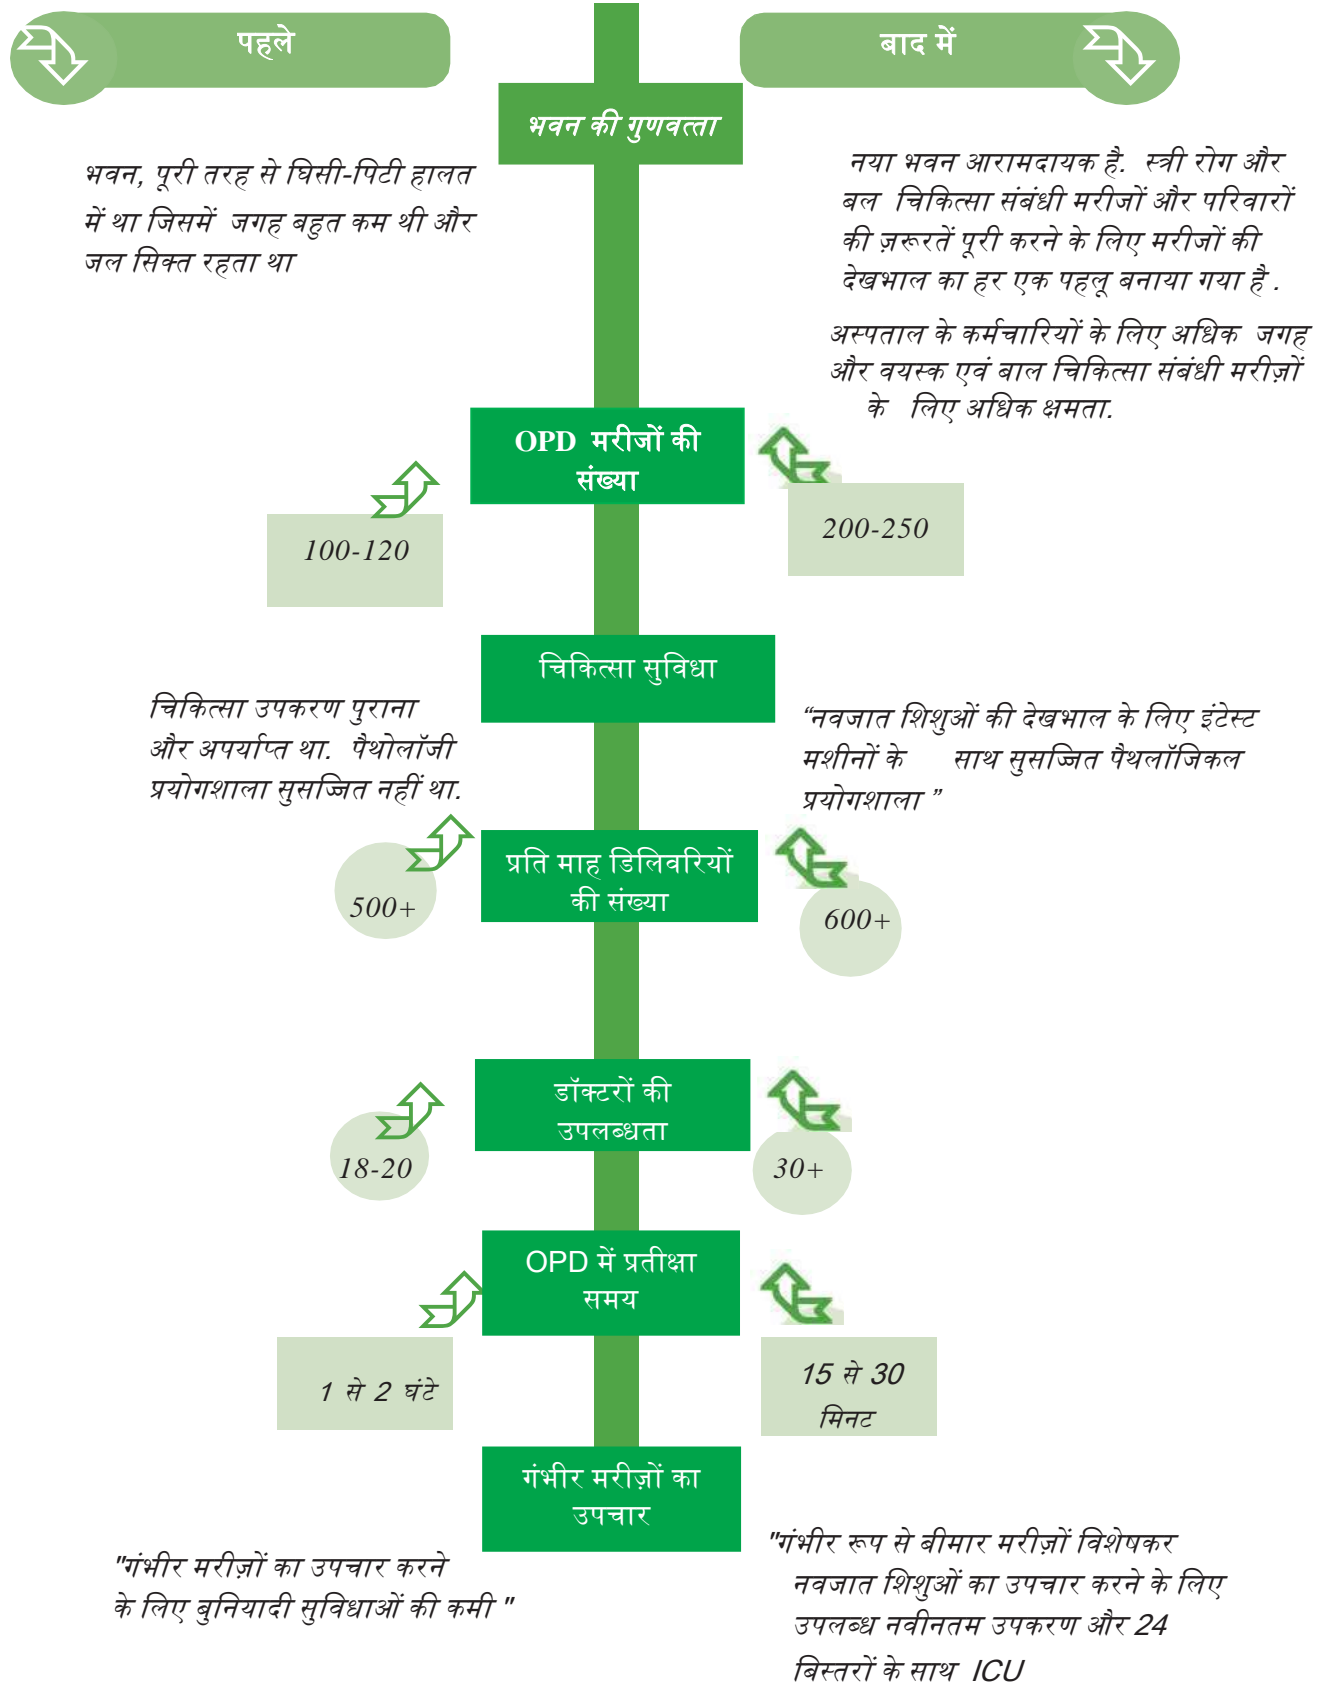 पहले
बाद में
भवन की गुणवत्ता
भवन, पूरी तरह से घिसी-पिटी हालत
में था जिसमें जगह बहुत कम थी और
जल सिक्त रहता था
नया भवन आरामदायक है. स्त्री रोग और
बल चिकित्सा संबंधी मरीजों और परिवारों
की ज़रूरतें पूरी करने के लिए मरीजों की
देखभाल का हर एक पहलू बनाया गया है .
अस्पताल के कर्मचारियों के लिए अधिक जगह
और वयस्क एवं बाल चिकित्सा संबंधी मरीज़ों
के लिए अधिक क्षमता.
OPD मरीजों की
संख्या
100-120
200-250
चिकित्सा सुविधा
चिकित्सा उपकरण पुराना
और अपर्याप्त था. पैथोलॉजी
प्रयोगशाला सुसज्जित नहीं था.
“नवजात शिशुओं की देखभाल के लिए इंटेस्ट
मशीनों के साथ सुसज्जित पैथलॉजिकल
प्रयोगशाला ”
प्रति माह डिलिवरियों
की संख्या
500+
600+
डॉक्टरों की
उपलब्धता
18-20
30+
OPD में प्रतीक्षा
समय
1 से 2 घंटे
15 से 30
मिनट
गंभीर मरीज़ों का
उपचार
"गंभीर मरीज़ों का उपचार करने
के लिए बुनियादी सुविधाओं की कमी "
"गंभीर रूप से बीमार मरीज़ों विशेषकर
नवजात शिशुओं का उपचार करने के लिए
उपलब्ध नवीनतम उपकरण और 24
बिस्तरों के साथ ICU